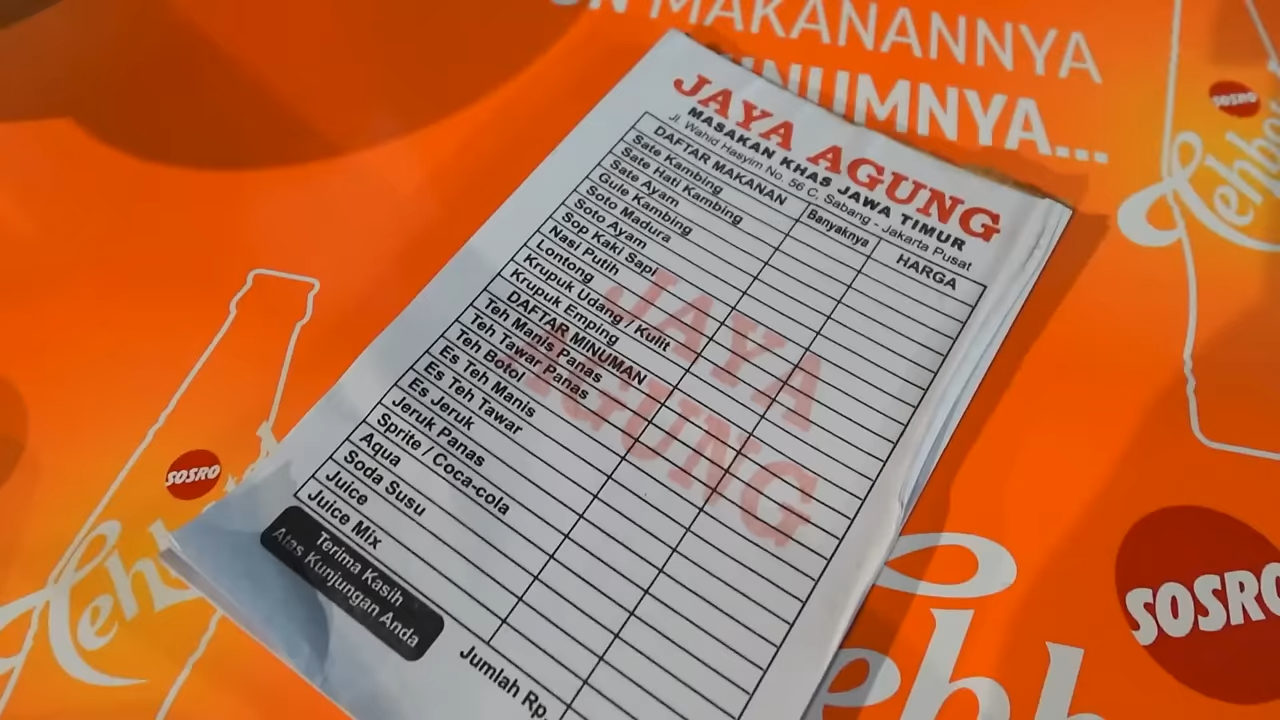 MAKANANNYA
NUMNYA...
JAYA AGUNG
MASAKAN KHAS JAWA TIMUR
Jl. Wahid Hasyim No. 56 C, Sabang - Jakarta Pusat
DAFTAR MAKANAN Banyaknya HARGA
Sate Kambing
Sate Hati Kambing
Sate Ayam
Gule Kambing
Soto Madura
Soto Ayam
Sop Kaki Sapi
Nasi Putih
Lontong
Krupuk Udang / Kulit
Krupuk Emping
DAFTAR MINUMAN
Teh Manis Panas
Teh Tawar Panas
Teh Botol
Es Teh Manis
Es Teh Tawar
Es Jeruk
Jeruk Panas
Sprite / Coca-cola
Aqua
Soda Susu
Juice
Juice Mix
Terima Kasih
Atas Kunjungan Anda
Jumlah Rp.
JAYA
AGUNG
SOSRO
SOSRO
SOSRO